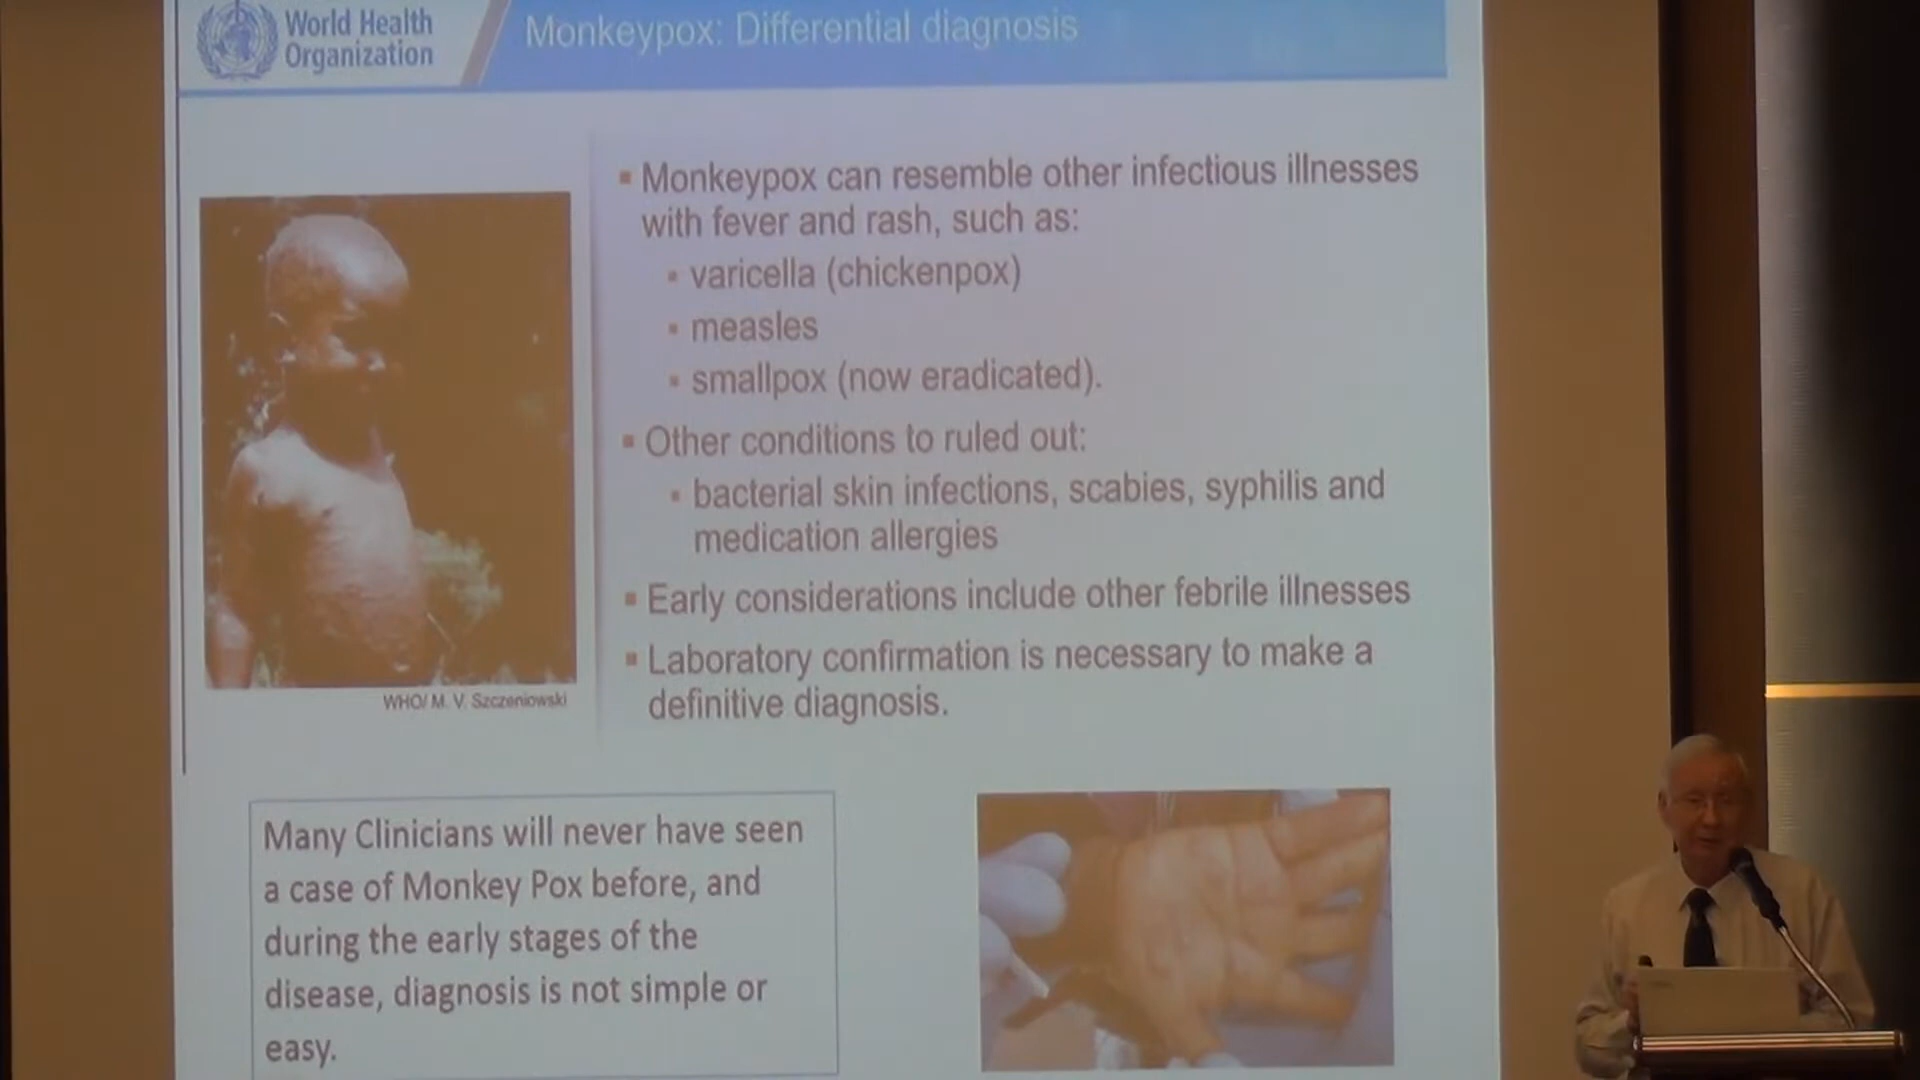 World Health
Organization
Monkeypox: Differential diagnosis
Monkeypox can resemble other infectious illnesses
with fever and rash, such as:
varicella (chickenpox)
measles
smallpox (now eradicated).
Other conditions to ruled out:
bacterial skin infections, scabies, syphilis and
medication allergies
Early considerations include other febrile illnesses
Laboratory confirmation is necessary to make a
definitive diagnosis.
WHO/ M. V. Szczeniowski
Many Clinicians will never have seen
a case of Monkey Pox before, and
during the early stages of the
disease, diagnosis is not simple or
easy.